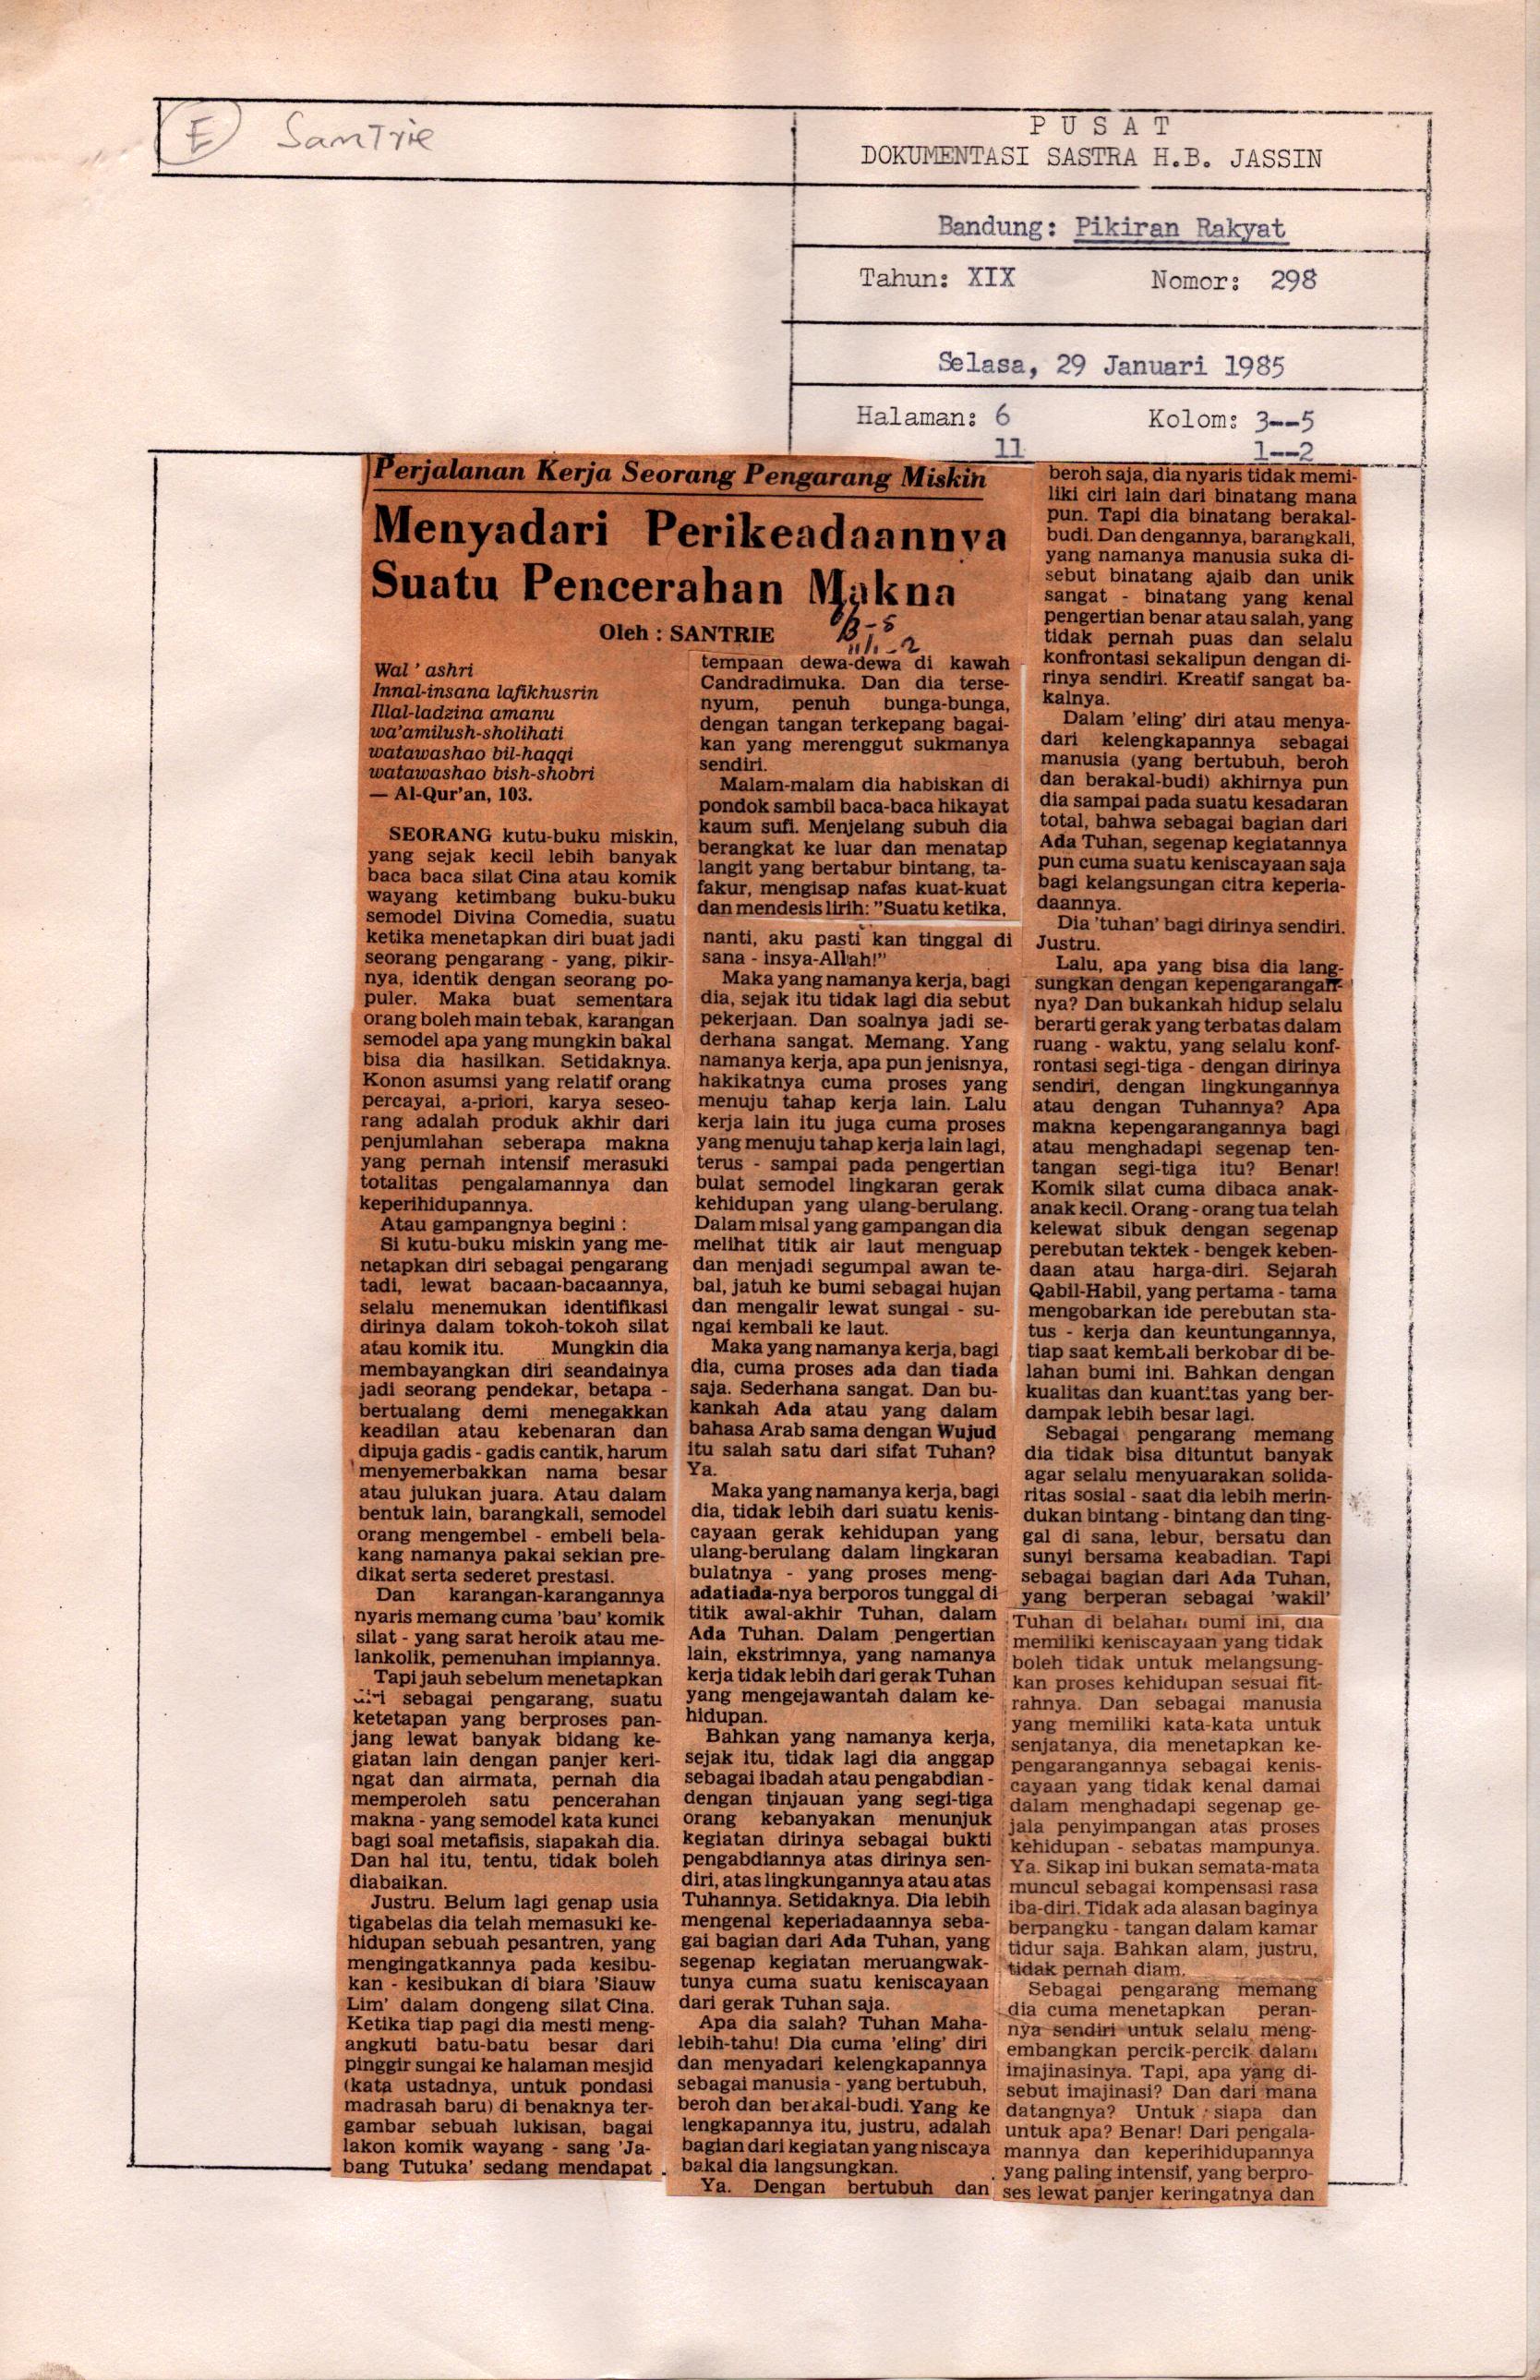 E Santrie
PUSAT
DOKUMENTASI SASTRA H.B. JASSIN
Bandung: Pikiran Rakyat
Tahun: XIX Nomor: 298
Selasa, 29 Januari 1985
Halaman: 6 Kolom: 3--5
11 1--2
Perjalanan Kerja Seorang Pengarang Miskin
Menyadari Perikeadaannya
Suatu Pencerahan Makna
Oleh : SANTRIE
Wal ' ashri
Innal-insana lafikhusrin
Illal-ladzina amanu
wa'amilush-sholihati
watawashao bil-haqqi
watawashao bish-shobri
— Al-Qur'an, 103.
SEORANG kutu-buku miskin,
yang sejak kecil lebih banyak
baca baca silat Cina atau komik
wayang ketimbang buku-buku
semodel Divina Comedia, suatu
ketika menetapkan diri buat jadi
seorang pengarang - yang, pikir-
nya, identik dengan seorang po-
puler. Maka buat sementara
orang boleh main tebak, karangan
semodel apa yang mungkin bakal
bisa dia hasilkan. Setidaknya.
Konon asumsi yang relatif orang
percayai, a-priori, karya seseo-
rang adalah produk akhir dari
penjumlahan seberapa makna
yang pernah intensif merasuki
totalitas pengalamannya dan
keperihidupannya.
Atau gampangnya begini :
Si kutu-buku miskin yang me-
netapkan diri sebagai pengarang
tadi, lewat bacaan-bacaannya,
selalu menemukan identifikasi
dirinya dalam tokoh-tokoh silat
atau komik itu. Mungkin dia
membayangkan diri seandainya
jadi seorang pendekar, betapa -
bertualang demi menegakkan
keadilan atau kebenaran dan
dipuja gadis - gadis cantik, harum
menyemerbakkan nama besar
atau julukan juara. Atau dalam
bentuk lain, barangkali, semodel
orang mengembel - embeli bela-
kang namanya pakai sekian pre-
dikat serta sederet prestasi.
Dan karangan-karangannya
nyaris memang cuma 'bau' komik
silat - yang sarat heroik atau me-
lankolik, pemenuhan impiannya.
Tapi jauh sebelum menetapkan
sebagai pengarang, suatu
ketetapan yang berproses pan-
jang lewat banyak bidang ke-
giatan lain dengan panjer keri-
ngat dan airmata, pernah dia
memperoleh satu pencerahan
makna - yang semodel kata kunci
bagi soal metafisis, siapakah dia.
Dan hal itu, tentu, tidak boleh
diabaikan.
Justru. Belum lagi genap usia
tigabelas dia telah memasuki ke-
hidupan sebuah pesantren, yang
mengingatkannya pada kesibu-
kan - kesibukan di biara 'Siauw
Lim' dalam dongeng silat Cina.
Ketika tiap pagi dia mesti meng-
angkuti batu-batu besar dari
pinggir sungai ke halaman mesjid
(kata ustadnya, untuk pondasi
madrasah baru) di benaknya ter-
gambar sebuah lukisan, bagai
lakon komik wayang - sang 'Ja-
bang Tutuka' sedang mendapat
tempaan dewa-dewa di kawah
Candradimuka. Dan dia terse-
nyum, penuh bunga-bunga,
dengan tangan terkepang bagai-
kan yang merenggut sukmanya
sendiri.
Malam-malam dia habiskan di
pondok sambil baca-baca hikayat
kaum sufi. Menjelang subuh dia
berangkat ke luar dan menatap
langit yang bertabur bintang, ta-
fakur, mengisap nafas kuat-kuat
dan mendesis lirih: "Suatu ketika,
nanti, aku pasti kan tinggal di
sana - insya-Allah!"
Maka yang namanya kerja, bagi
dia, sejak itu tidak lagi dia sebut
pekerjaan. Dan soalnya jadi se-
derhana sangat. Memang. Yang
namanya kerja, apa pun jenisnya,
hakikatnya cuma proses yang
menuju tahap kerja lain. Lalu
kerja lain itu juga cuma proses
yang menuju tahap kerja lain lagi,
terus - sampai pada pengertian
bulat semodel lingkaran gerak
kehidupan yang ulang-berulang.
Dalam misal yang gampangan dia
melihat titik air laut menguap
dan menjadi segumpal awan te-
bal, jatuh ke bumi sebagai hujan
dan mengalir lewat sungai - su-
ngai kembali ke laut.
Maka yang namanya kerja, bagi
dia, cuma proses ada dan tiada
saja. Sederhana sangat. Dan bu-
kankah Ada atau yang dalam
bahasa Arab sama dengan Wujud
itu salah satu dari sifat Tuhan?
Ya.
Maka yang namanya kerja, bagi
dia, tidak lebih dari suatu kenis-
cayaan gerak kehidupan yang
ulang-berulang dalam lingkaran
bulatnya - yang proses meng-
adatiada-nya berporos tunggal di
titik awal-akhir Tuhan, dalam
Ada Tuhan. Dalam pengertian
lain, ekstrimnya, yang namanya
kerja tidak lebih dari gerak Tuhan
yang mengejawantah dalam ke-
hidupan.
Bahkan yang namanya kerja,
sejak itu, tidak lagi dia anggap
sebagai ibadah atau pengabdian -
dengan tinjauan yang segi-tiga
orang kebanyakan menunjuk
kegiatan dirinya sebagai bukti
pengabdiannya atas dirinya sen-
diri, atas lingkungannya atau atas
Tuhannya. Setidaknya. Dia lebih
mengenal keperiadaannya seba-
gai bagian dari Ada Tuhan, yang
segenap kegiatan meruangwak-
tunya cuma suatu keniscayaan
dari gerak Tuhan saja.
Apa dia salah? Tuhan Maha-
lebih-tahu! Dia cuma 'eling' diri
dan menyadari kelengkapannya
sebagai manusia - yang bertubuh,
beroh dan berakal-budi. Yang ke
lengkapannya itu, justru, adalah
bagian dari kegiatan yang niscaya
bakal dia langsungkan.
Ya. Dengan bertubuh dan
beroh saja, dia nyaris tidak memi-
liki ciri lain dari binatang mana
pun. Tapi dia binatang berakal-
budi. Dan dengannya, barangkali,
yang namanya manusia suka di-
sebut binatang ajaib dan unik
sangat - binatang yang kenal
pengertian benar atau salah, yang
tidak pernah puas dan selalu
konfrontasi sekalipun dengan di-
rinya sendiri. Kreatif sangat ba-
kalnya.
Dalam 'eling' diri atau menya-
dari kelengkapannya sebagai
manusia (yang bertubuh, beroh
dan berakal-budi) akhirnya pun
dia sampai pada suatu kesadaran
total, bahwa sebagai bagian dari
Ada Tuhan, segenap kegiatannya
pun cuma suatu keniscayaan saja
bagi kelangsungan citra keperia-
daannya.
Dia 'tuhan' bagi dirinya sendiri.
Justru.
Lalu, apa yang bisa dia lang-
sungkan dengan kepengarangan-
nya? Dan bukankah hidup selalu
berarti gerak yang terbatas dalam
ruang - waktu, yang selalu konf-
rontasi segi-tiga - dengan dirinya
sendiri, dengan lingkungannya
atau dengan Tuhannya? Apa
makna kepengarangannya bagi
atau menghadapi segenap ten-
tangan segi-tiga itu? Benar!
Komik silat cuma dibaca anak-
anak kecil. Orang - orang tua telah
kelewat sibuk dengan segenap
perebutan tektek - bengek keben-
daan atau harga-diri. Sejarah
Qabil-Habil, yang pertama - tama
mengobarkan ide perebutan sta-
tus - kerja dan keuntungannya,
tiap saat kembali berkobar di be-
lahan bumi ini. Bahkan dengan
kualitas dan kuantitas yang ber-
dampak lebih besar lagi.
Sebagai pengarang memang
dia tidak bisa dituntut banyak
agar selalu menyuarakan solida-
ritas sosial - saat dia lebih merin-
dukan bintang - bintang dan ting-
gal di sana, lebur, bersatu dan
sunyi bersama keabadian. Tapi
sebagai bagian dari Ada Tuhan,
yang berperan sebagai 'wakil'
Tuhan di belahan bumi ini, dia
memiliki keniscayaan yang tidak
boleh tidak untuk melangsung-
kan proses kehidupan sesuai fit-
rahnya. Dan sebagai manusia
yang memiliki kata-kata untuk
senjatanya, dia menetapkan ke-
pengarangannya sebagai kenis-
cayaan yang tidak kenal damai
dalam menghadapi segenap ge-
jala penyimpangan atas proses
kehidupan - sebatas mampunya.
Ya. Sikap ini bukan semata-mata
muncul sebagai kompensasi rasa
iba-diri. Tidak ada alasan baginya
berpangku - tangan dalam kamar
tidur saja. Bahkan alam, justru,
tidak pernah diam.
Sebagai pengarang memang
dia cuma menetapkan peran-
nya sendiri untuk selalu meng-
embangkan percik-percik dalam
imajinasinya. Tapi, apa yang di-
sebut imajinasi? Dan dari mana
datangnya? Untuk siapa dan
untuk apa? Benar! Dari pengala-
mannya dan keperihidupannya
yang paling intensif, yang berpro-
ses lewat panjer keringatnya dan